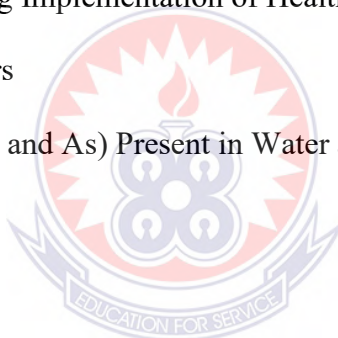 g Implementation of Health
rs
and As) Present in Water
EDUCATION FOR SERVICE